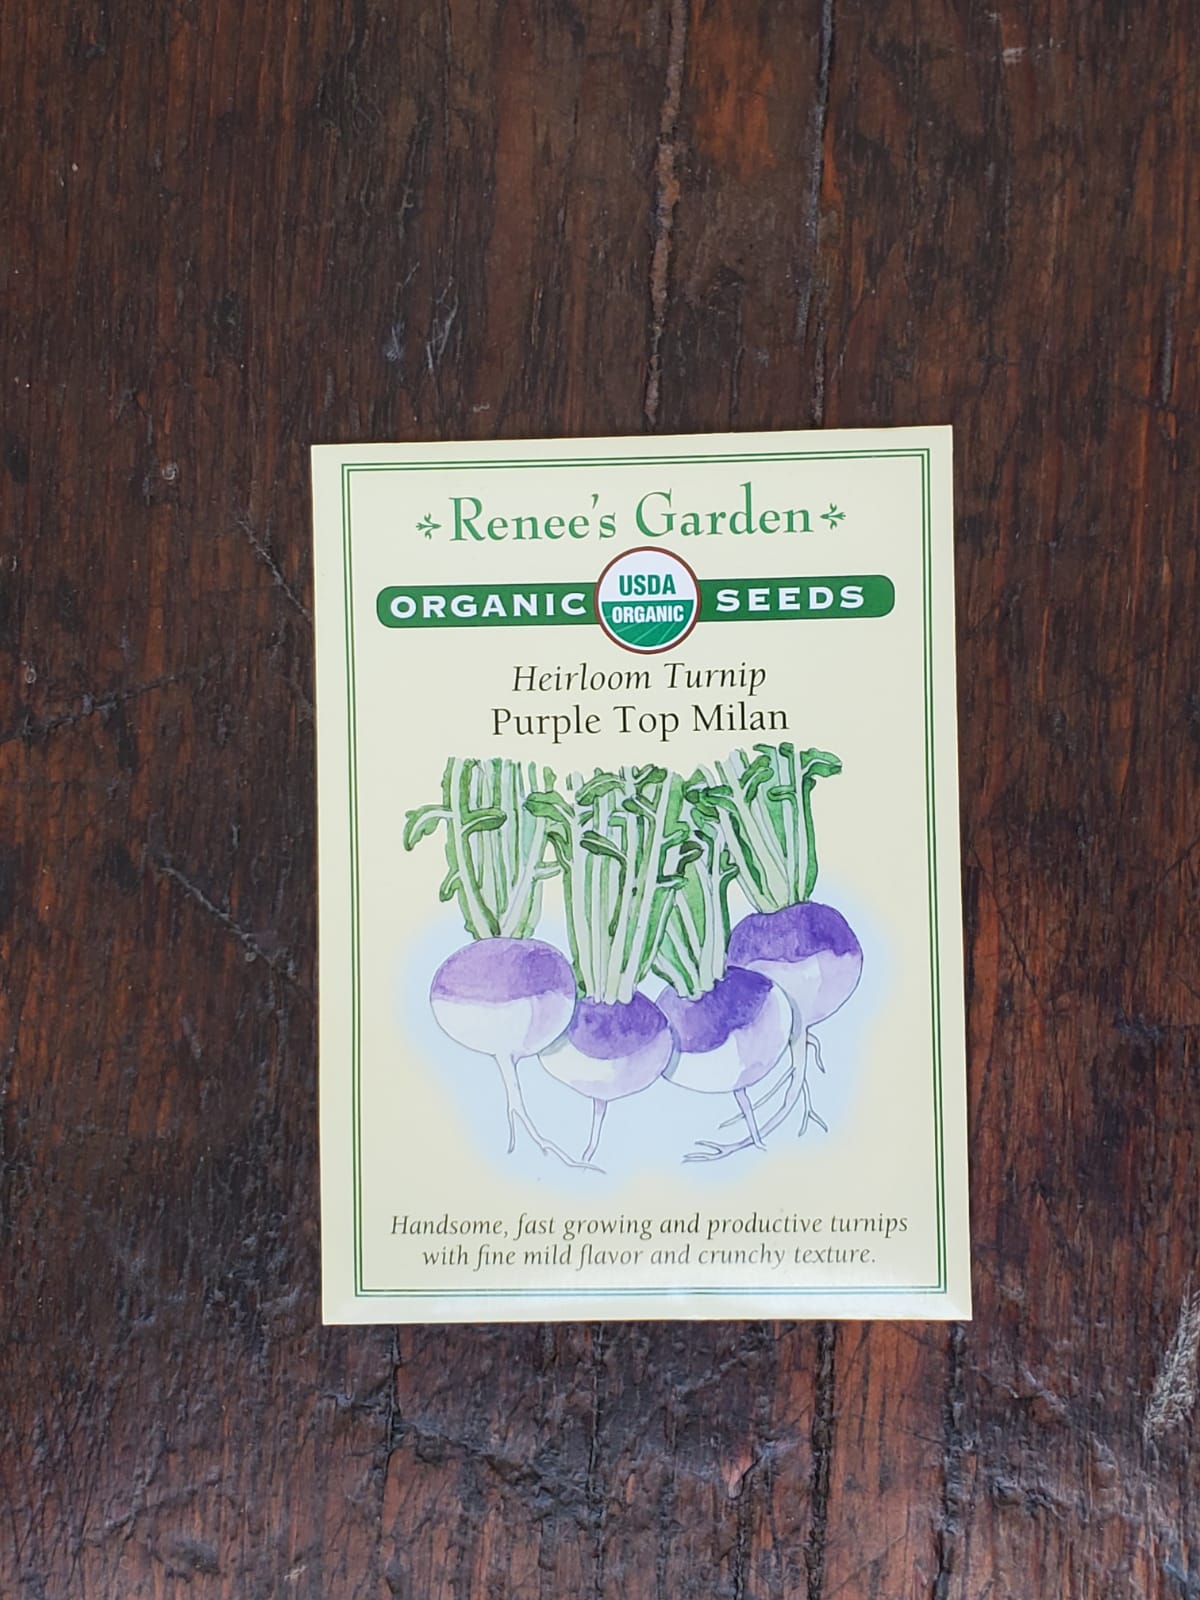 Renee's Garden
ORGANIC USDA ORGANIC SEEDS
Heirloom Turnip
Purple Top Milan
Handsome, fast growing and productive turnips
with fine mild flavor and crunchy texture.